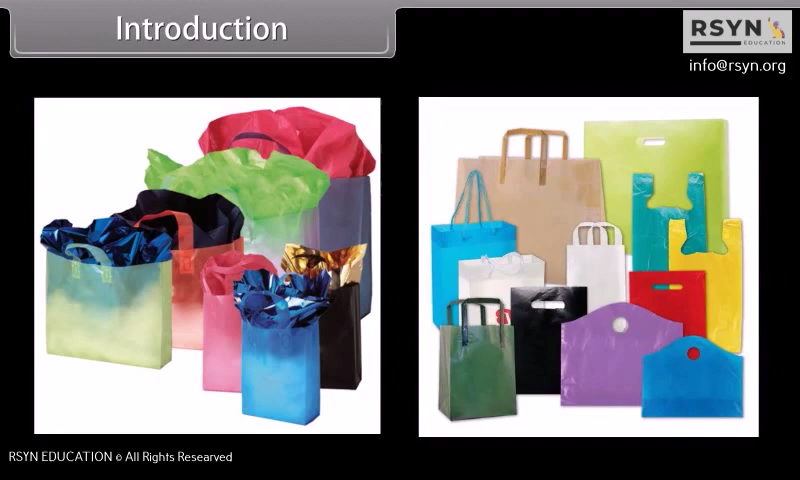 Introduction
RSYN
EDUCATION
info@rsyn.org
RSYN EDUCATION © All Rights Researved